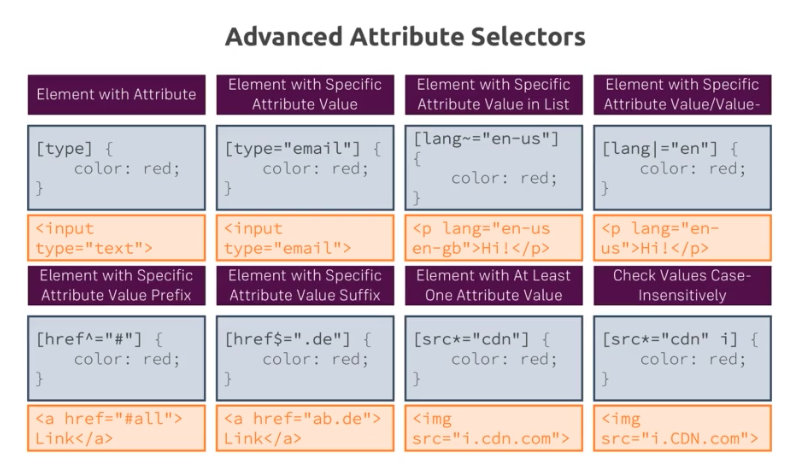 Advanced Attribute Selectors
Element with Attribute
Element with Specific
Attribute Value
Element with Specific
Attribute Value in List
Element with Specific
Attribute Value/Value-
[type] {
    color: red;
}
[type="email"] {
    color: red;
}
[lang~="en-us"]
{
    color: red;
}
[lang|="en"] {
    color: red;
}
<input
type="text">
<input
type="email">
<p lang="en-us
en-gb">Hi!</p>
<p lang="en-
us">Hi!</p>
Element with Specific
Attribute Value Prefix
Element with Specific
Attribute Value Suffix
Element with At Least
One Attribute Value
Check Values Case-
Insensitively
[href^="#"] {
    color: red;
}
[href$=".de"] {
    color: red;
}
[src*="cdn"] {
    color: red;
}
[src*="cdn" i] {
    color: red;
}
<a href="#all">
Link</a>
<a href="ab.de">
Link</a>
<img
src="i.cdn.com">
<img
src="i.CDN.com">